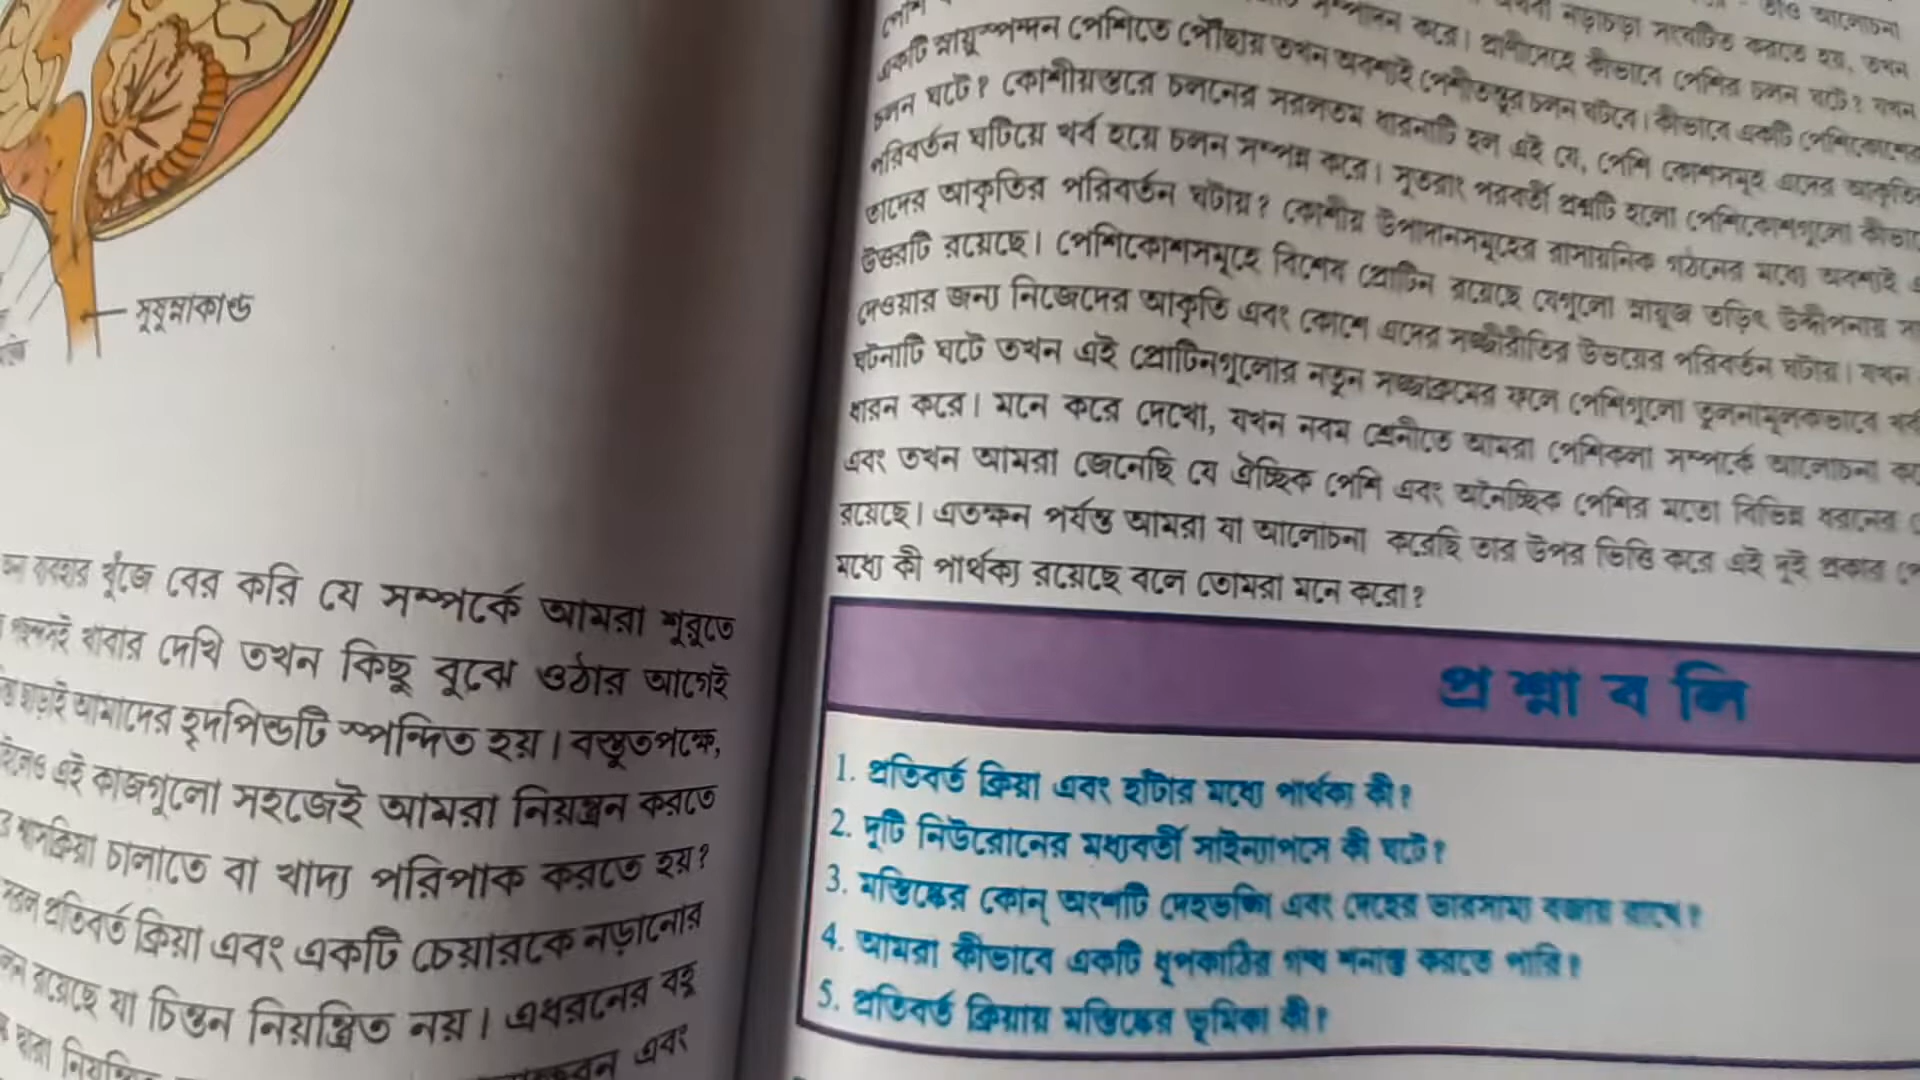 সুষুম্নাকাণ্ড
খুঁজে বের করি যে সম্পর্কে আমরা শুরুতে
খাবার দেখি তখন কিছু বুঝে ওঠার আগেই
আমাদের হৃদপিন্ডটি স্পন্দিত হয়। বস্তুতপক্ষে,
এই কাজগুলো সহজেই আমরা নিয়ন্ত্রন করতে
শ্বাসক্রিয়া চালাতে বা খাদ্য পরিপাক করতে হয়?
সরল প্রতিবর্ত ক্রিয়া এবং একটি চেয়ারকে নড়ানোর
রয়েছে যা চিন্তন নিয়ন্ত্রিত নয়। এধরনের বহু
দ্বারা এবং
একটি স্নায়ুস্পন্দন পেশিতে পৌঁছায় তখন অবশ্যই পেশীতন্তুর চলন ঘটবে। কীভাবে একটি পেশিকোশের
চলন ঘটে? কোশীয়স্তরে চলনের সরলতম ধারনাটি হল এই যে, পেশি কোশসমূহ এদের আকৃতির
পরিবর্তন ঘটিয়ে খর্ব হয়ে চলন সম্পন্ন করে। সুতরাং পরবর্তী প্রশ্নটি হলো পেশিকোশগুলো কীভাবে
তাদের আকৃতির পরিবর্তন ঘটায়? কোশীয় উপাদানসমূহের রাসায়নিক গঠনের মধ্যে অবশ্যই
উত্তরটি রয়েছে। পেশিকোশসমূহে বিশেষ প্রোটিন রয়েছে যেগুলো স্নায়ুজ তড়িৎ উদ্দীপনায়
দেওয়ার জন্য নিজেদের আকৃতি এবং কোশে এদের সজ্জারীতির উভয়ের পরিবর্তন ঘটায়। যখন
ঘটনাটি ঘটে তখন এই প্রোটিনগুলোর নতুন সজ্জাক্রমের ফলে পেশিগুলো তুলনামূলকভাবে
ধারন করে। মনে করে দেখো, যখন নবম শ্রেনীতে আমরা পেশিকলা সম্পর্কে আলোচনা
এবং তখন আমরা জেনেছি যে ঐচ্ছিক পেশি এবং অনৈচ্ছিক পেশির মতো বিভিন্ন ধরানের
রয়েছে। এতক্ষন পর্যন্ত আমরা যা আলোচনা করেছি তার উপর ভিত্তি করে এই দুই প্রকার
মধ্যে কী পার্থক্য রয়েছে বলে তোমরা মনে করো?
প্রশ্নাবলি
1. প্রতিবর্ত ক্রিয়া এবং হাটার মধ্যে পার্থক্য কী?
2. দুটি নিউরোনের মধ্যবর্তী সাইন্যাপসে কী ঘটে?
3. মস্তিষ্কের কোন্ অংশটি দেহভঙ্গি এবং দেহের ভারসাম্য বজায় রাখে?
4. আমরা কীভাবে একটি ধূপকাঠির গন্ধ শনাক্ত করতে পারি?
5. প্রতিবর্ত ক্রিয়ায় মস্তিষ্কের ভূমিকা কী?